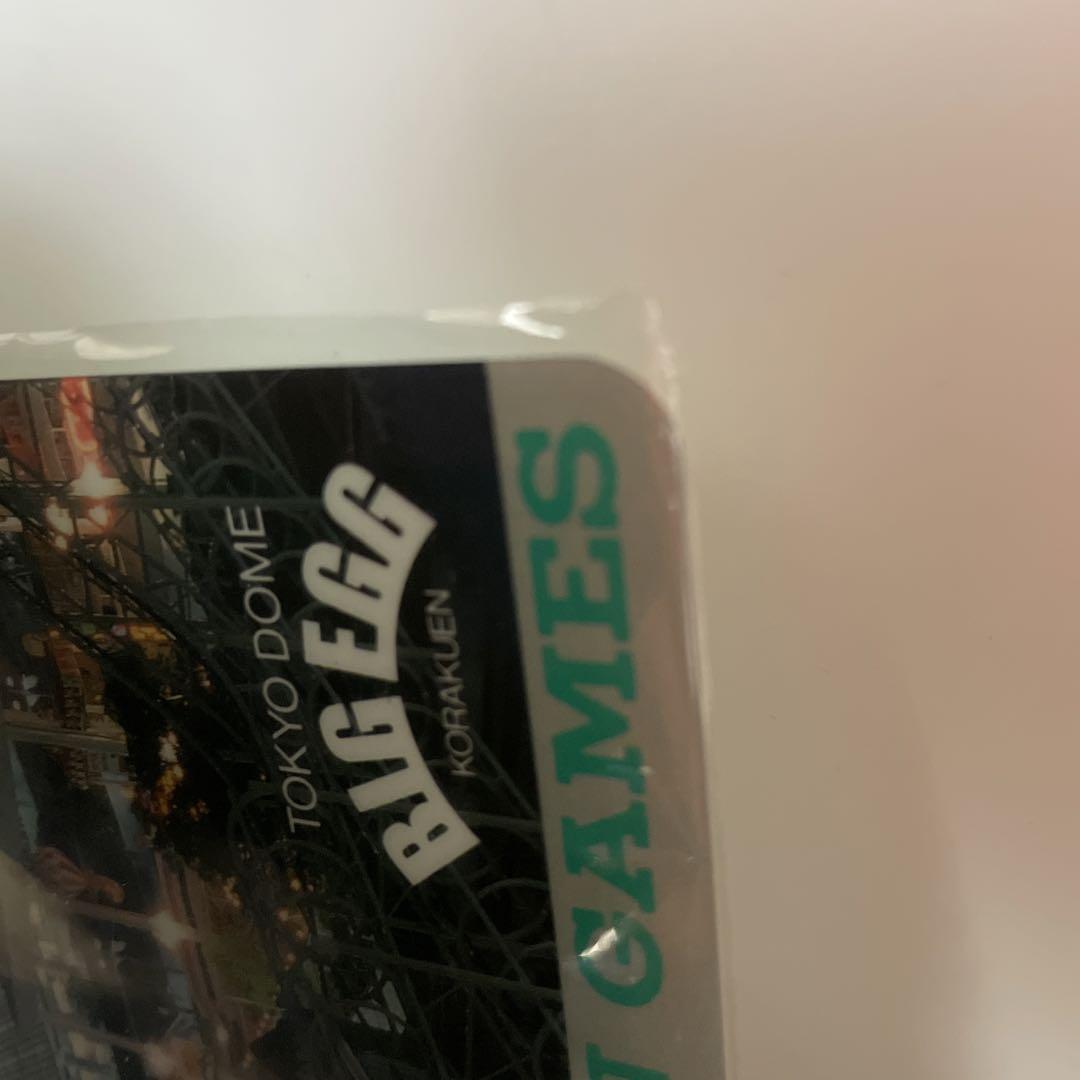 GAMES
TOKYO DOME
BIG EGG
KORAKUEN